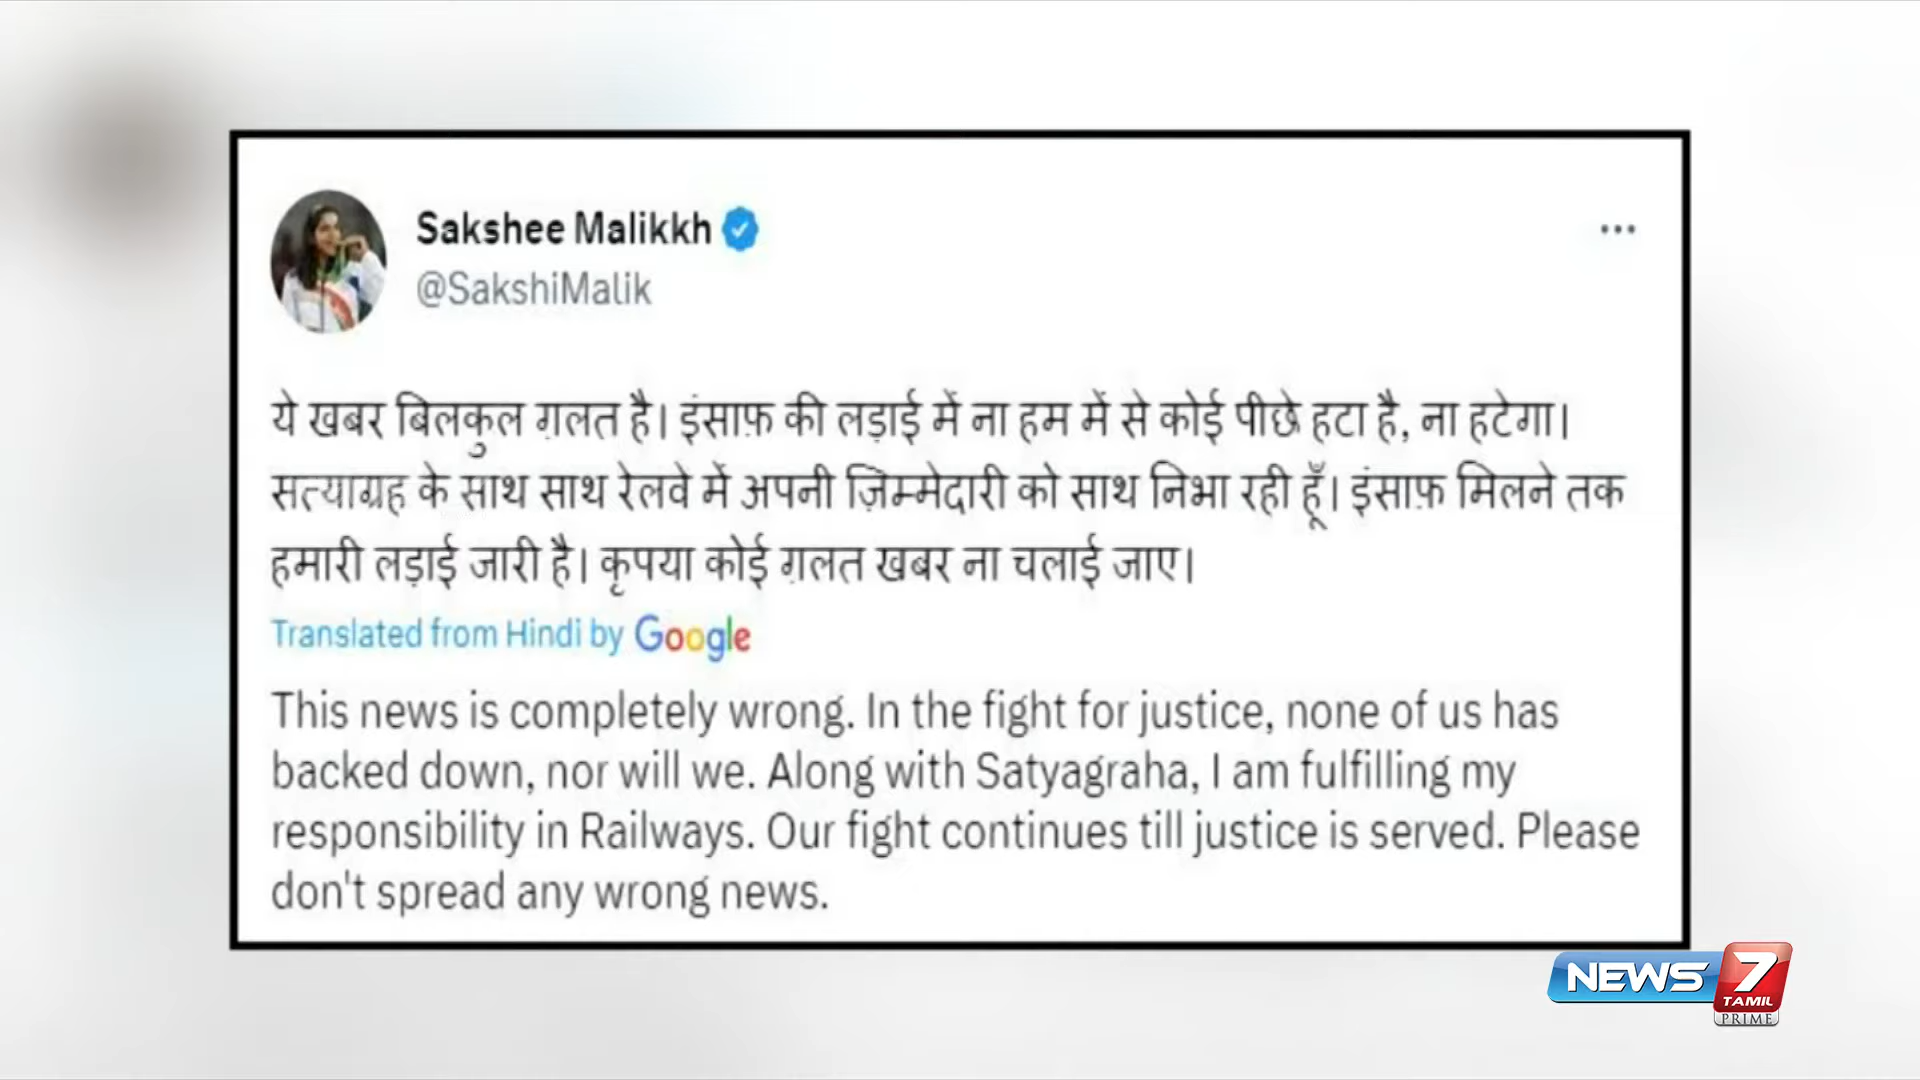 Sakshee Malikkh
@SakshiMalik
ये खबर बिलकुल ग़लत है। इंसाफ़ की लड़ाई में ना हम में से कोई पीछे हटा है, ना हटेगा।
सत्याग्रह के साथ साथ रेलवे में अपनी ज़िम्मेदारी को साथ निभा रही हूँ। इंसाफ़ मिलने तक
हमारी लड़ाई जारी है। कृपया कोई ग़लत खबर ना चलाई जाए।
Translated from Hindi by Google
This news is completely wrong. In the fight for justice, none of us has
backed down, nor will we. Along with Satyagraha, I am fulfilling my
responsibility in Railways. Our fight continues till justice is served. Please
don't spread any wrong news.
NEWS 7
TAMIL
PRIME